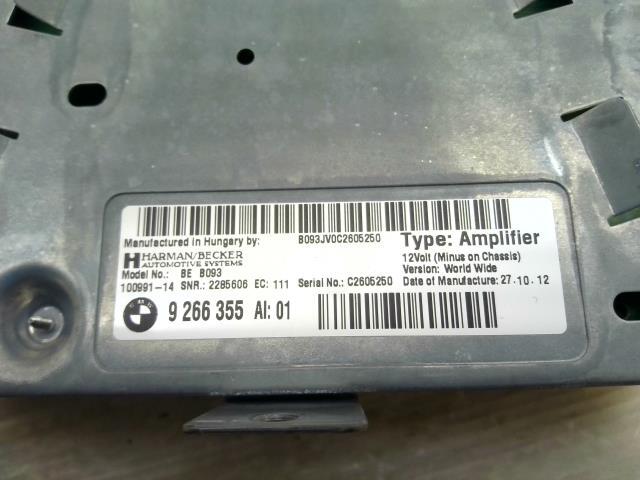 Manufactured in Hungary by:
B093JV0C2605250
Type: Amplifier
HARMAN/BECKER
AUTOMOTIVE SYSTEMS
12Volt (Minus on Chassis)
Model No.: BE B093
Version: World Wide
100991-14 SNR.: 2285606 EC: 111 Serial No.: C2605250 Date of Manufacture: 27.10.12
9 266 355 AI: 01